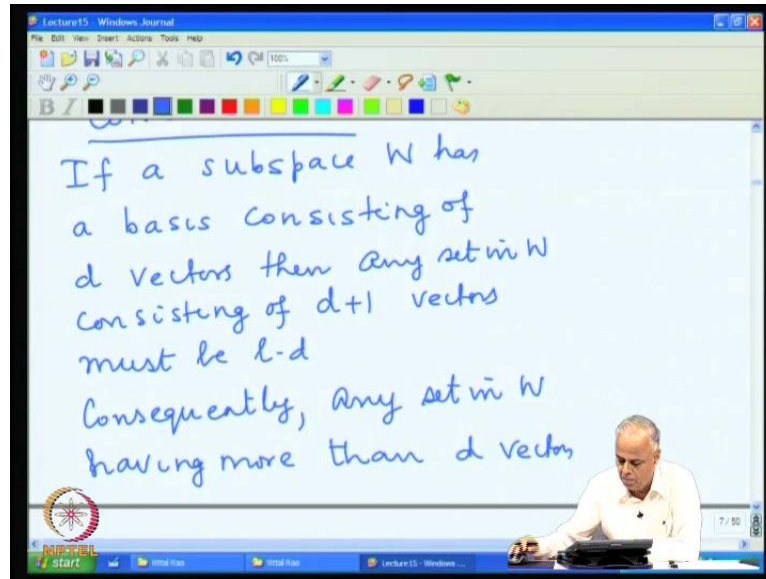 Lecture15 - Windows Journal
File Edit View Insert Actions Tools Help
100%
B I
If a subspace W has
a basis consisting of
d vectors then any set in W
consisting of d+1 vectors
must be l-d
Consequently, any set in W
having more than d vectors
7 / 50
NPTEL
start Vittal Rao Vittal Rao Lecture15 - Windows ...